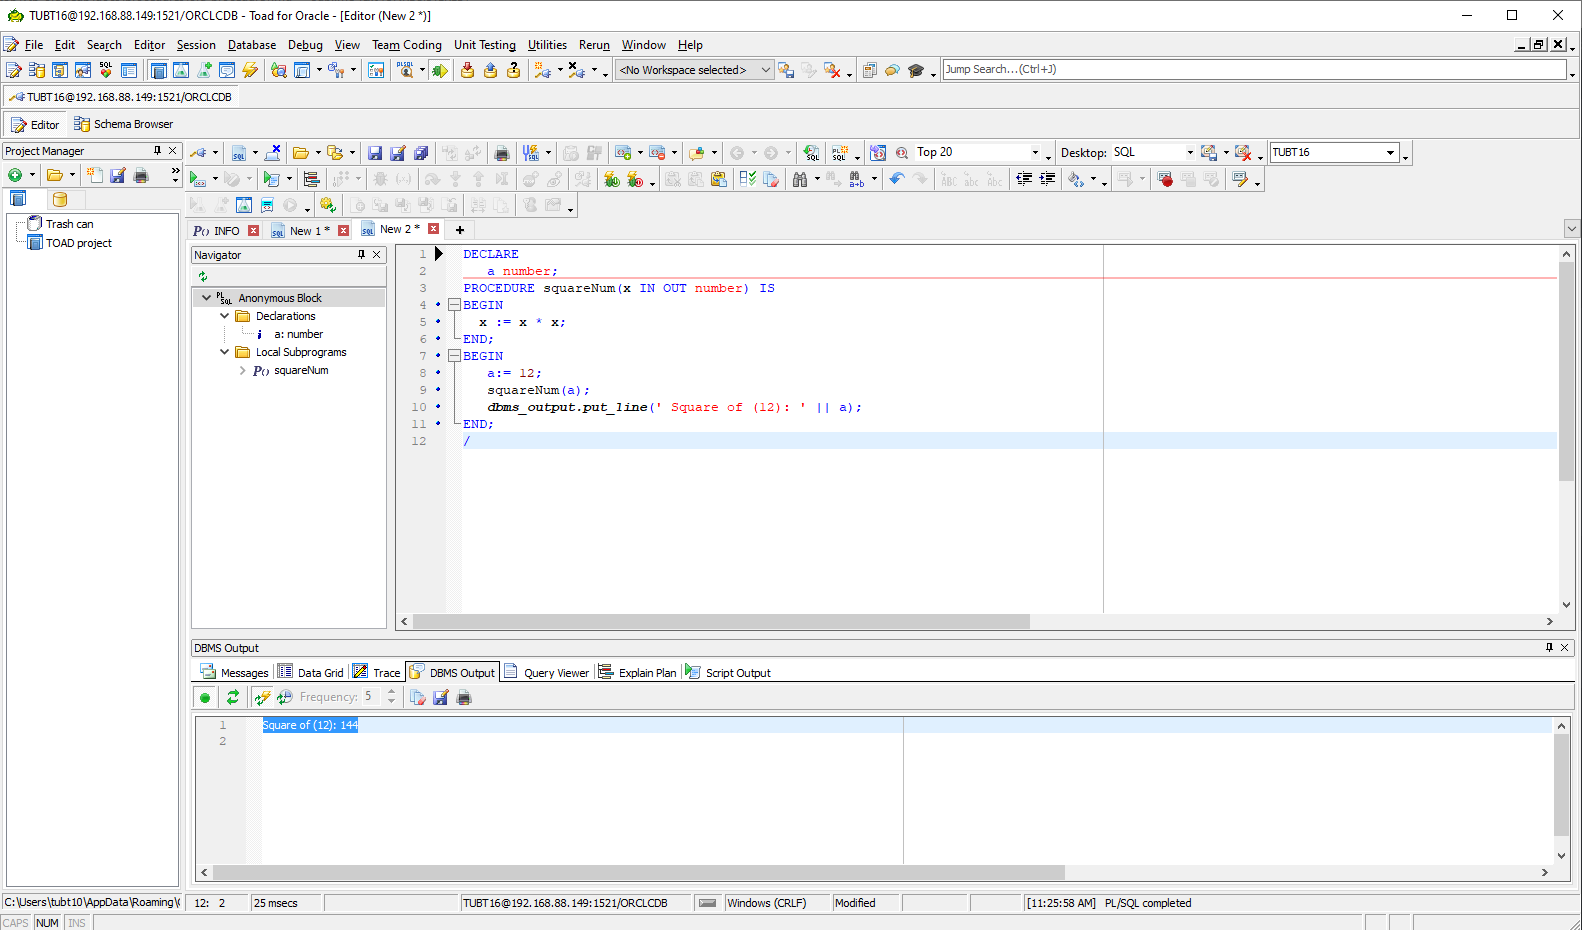 TUBT16@192.168.88.149:1521/ORCLCDB - Toad for Oracle - [Editor (New 2 *)]
File Edit Search Editor Session Database Debug View Team Coding Unit Testing Utilities Rerun Window Help
<No Workspace selected> Jump Search...(Ctrl+J)
TUBT16@192.168.88.149:1521/ORCLCDB
Editor Schema Browser
Project Manager
Top 20 Desktop: SQL TUBT16
Trash can
TOAD project
INFO New 1 * New 2 *
Navigator
Anonymous Block
Declarations
a: number
Local Subprograms
squareNum
1 DECLARE
2 a number;
3 PROCEDURE squareNum(x IN OUT number) IS
4 BEGIN
5 x := x * x;
6 END;
7 BEGIN
8 a:= 12;
9 squareNum(a);
10 dbms_output.put_line(' Square of (12): ' || a);
11 END;
12 /
DBMS Output
Messages Data Grid Trace DBMS Output Query Viewer Explain Plan Script Output
Frequency: 5
1 Square of (12): 144
2
C:\Users\tubt10\AppData\Roaming\ 12: 2 25 msecs TUBT16@192.168.88.149:1521/ORCLCDB Windows (CRLF) Modified [11:25:58 AM] PL/SQL completed
CAPS NUM INS